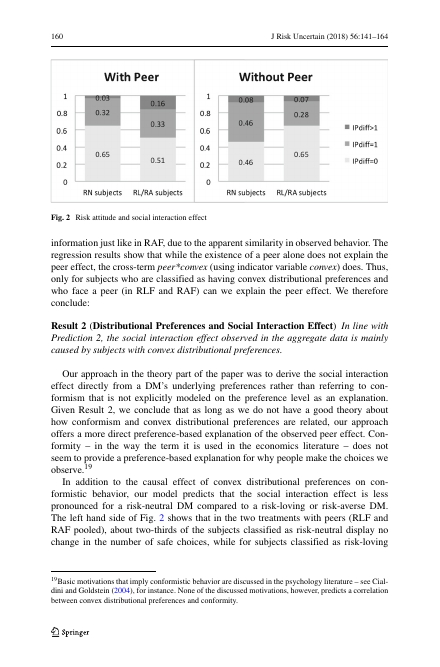 160
J Risk Uncertain (2018) 56:141–164
With Peer
Without Peer
1
0.8
0.6
0.4
0.2
0
0.03
0.32
0.65
0.16
0.33
0.51
RN subjects
RL/RA subjects
1
0.8
0.6
0.4
0.2
0
0.08
0.46
0.46
0.07
0.28
0.65
RN subjects
RL/RA subjects
IPdiff>1
IPdiff=1
IPdiff=0
Fig. 2 Risk attitude and social interaction effect
information just like in RAF, due to the apparent similarity in observed behavior. The
regression results show that while the existence of a peer alone does not explain the
peer effect, the cross-term peer*convex (using indicator variable convex) does. Thus,
only for subjects who are classified as having convex distributional preferences and
who face a peer (in RLF and RAF) can we explain the peer effect. We therefore
conclude:
Result 2 (Distributional Preferences and Social Interaction Effect) In line with
Prediction 2, the social interaction effect observed in the aggregate data is mainly
caused by subjects with convex distributional preferences.
Our approach in the theory part of the paper was to derive the social interaction
effect directly from a DM's underlying preferences rather than referring to con-
formism that is not explicitly modeled on the preference level as an explanation.
Given Result 2, we conclude that as long as we do not have a good theory about
how conformism and convex distributional preferences are related, our approach
offers a more direct preference-based explanation of the observed peer effect. Con-
formity – in the way the term it is used in the economics literature – does not
seem to provide a preference-based explanation for why people make the choices we
observe.19
In addition to the causal effect of convex distributional preferences on con-
formistic behavior, our model predicts that the social interaction effect is less
pronounced for a risk-neutral DM compared to a risk-loving or risk-averse DM.
The left hand side of Fig. 2 shows that in the two treatments with peers (RLF and
RAF pooled), about two-thirds of the subjects classified as risk-neutral display no
change in the number of safe choices, while for subjects classified as risk-loving
19Basic motivations that imply conformistic behavior are discussed in the psychology literature – see Cial-
dini and Goldstein (2004), for instance. None of the discussed motivations, however, predicts a correlation
between convex distributional preferences and conformity.
Springer